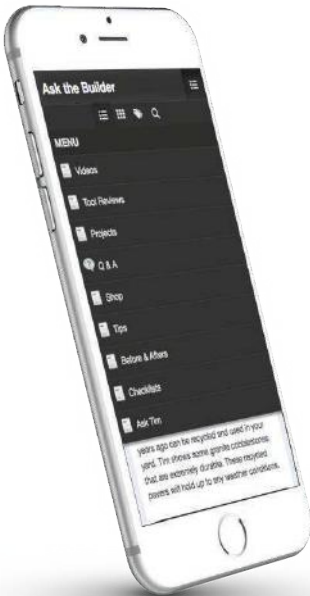 Ask the Builder
MENU
Videos
Tool Reviews
Projects
Q & A
Shop
Tips
Before & Afters
Checklists
Ask Tim
years ago can be recycled and used in your
yard. Tim shows some granite cobblestones
that are extremely durable. These recycled
pavers will hold up to any weather conditions.